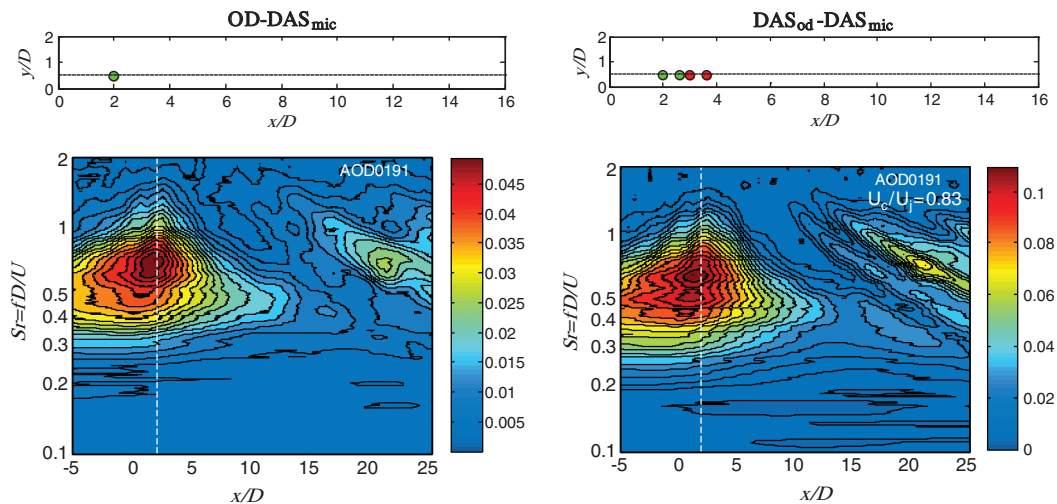 OD-DASmic
DASod-DASmic
y/D
2
1
0
0 2 4 6 8 10 12 14 16
x/D
y/D
2
1
0
0 2 4 6 8 10 12 14 16
x/D
Sr=fD/U
2
1
0.5
0.4
0.3
0.2
0.1
AOD0191
-5 0 5 10 15 20 25
x/D
0.045
0.04
0.035
0.03
0.025
0.02
0.015
0.01
0.005
Sr=fD/U
2
1
0.5
0.4
0.3
0.2
0.1
AOD0191
Uc/Uj=0.83
-5 0 5 10 15 20 25
x/D
0.1
0.08
0.06
0.04
0.02
0